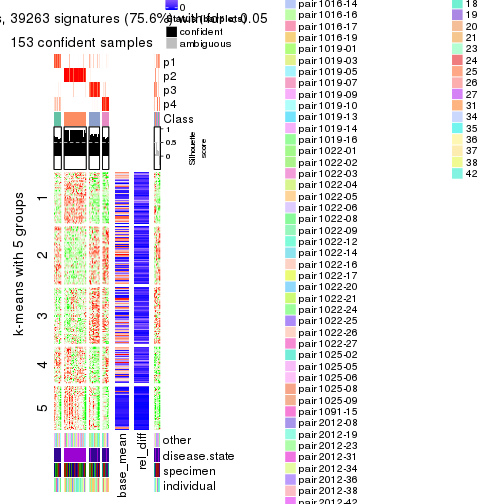 , 39263 signatures (75.6%) with fdr < 0.05
153 confident samples
0
confident
ambiguous
p1
p2
p3
p4
Class
1
0.5
0
Silhouette
score
k-means with 5 groups
1
2
3
4
5
base_mean
rel_diff
other
disease.state
specimen
individual
pair1016-14
pair1016-16
pair1016-20
pair1019-01
pair1019-03
pair1019-05
pair1019-07
pair1019-09
pair1019-10
pair1019-13
pair1019-14
pair1019-16
pair1022-01
pair1022-02
pair1022-03
pair1022-04
pair1022-05
pair1022-06
pair1022-08
pair1022-09
pair1022-12
pair1022-14
pair1022-16
pair1022-17
pair1022-20
pair1022-21
pair1022-24
pair1022-25
pair1022-26
pair1022-27
pair1025-02
pair1025-05
pair1025-06
pair1025-08
pair1025-09
pair1091-15
pair2012-08
pair2012-19
pair2012-23
pair2012-31
pair2012-34
pair2012-36
pair2012-38
pair2012-42
18
19
21
23
24
25
26
27
31
34
35
36
37
38
42